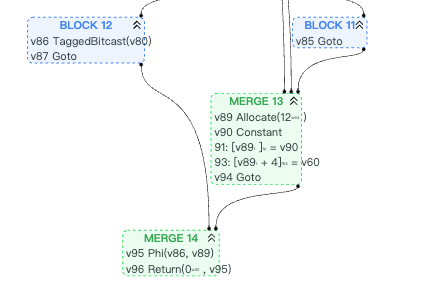 BLOCK 12
v86 TaggedBitcast(v80)
v87 Goto
BLOCK 11
v85 Goto
MERGE 13
v89 Allocate(12 )
v90 Constant
91: [v89 ] = v90
93: [v89 + 4] = v60
v94 Goto
MERGE 14
v95 Phi(v86, v89)
v96 Return(0 , v95)